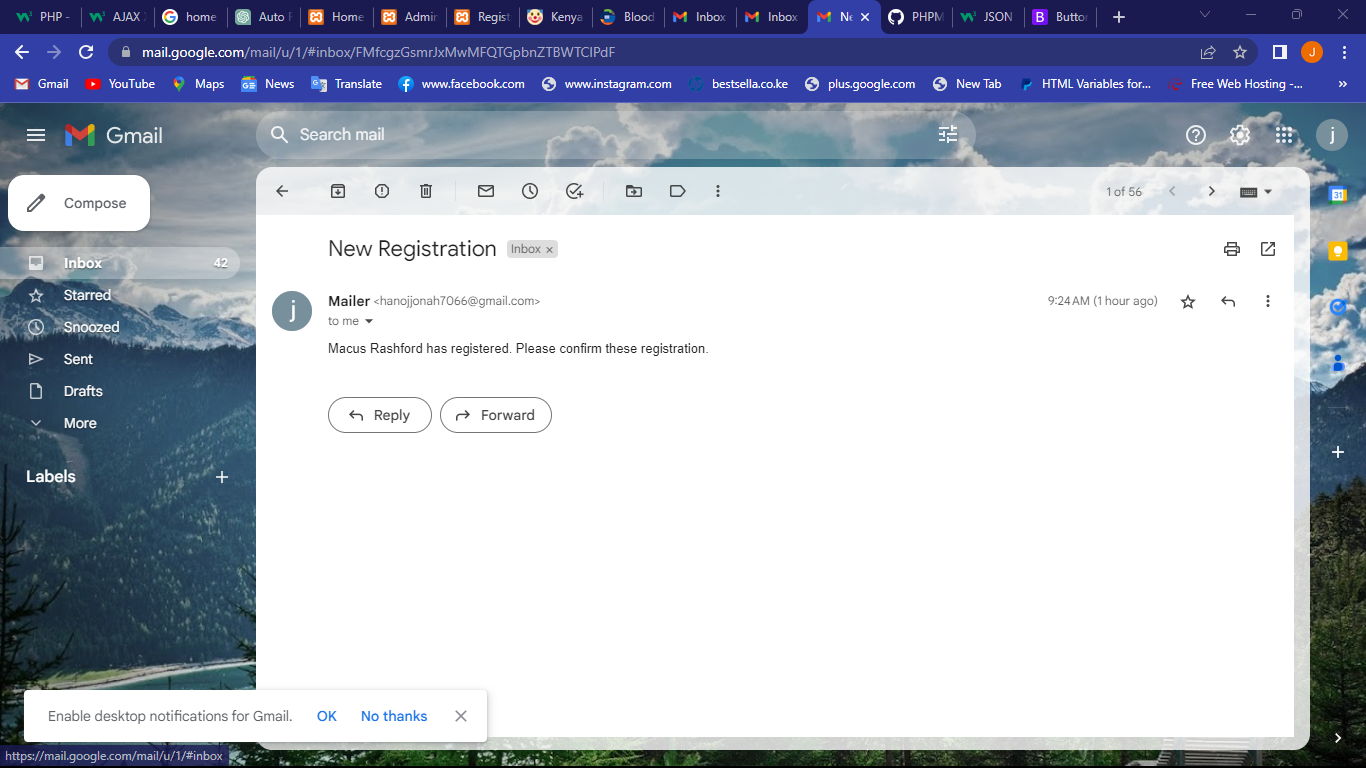 PHP - AJAX home Auto Home Admin Regist Kenya Blood Inbox Inbox Ne PHPM JSON Button
mail.google.com/mail/u/1/#inbox/FMfcgzGsmrJxMwMFQTGpbnZTBWTClPdF J
Gmail YouTube Maps News Translate www.facebook.com www.instagram.com bestsella.co.ke plus.google.com New Tab HTML Variables for... Free Web Hosting -... »
Gmail Search mail j
Compose
1 of 56
31
Inbox 42
Starred
Snoozed
Sent
Drafts
More
Labels
New Registration Inbox ×
j
Mailer <hanojjonah7066@gmail.com> 9:24 AM (1 hour ago)
to me
Macus Rashford has registered. Please confirm these registration.
Reply Forward
Enable desktop notifications for Gmail. OK No thanks
https://mail.google.com/mail/u/1/#inbox